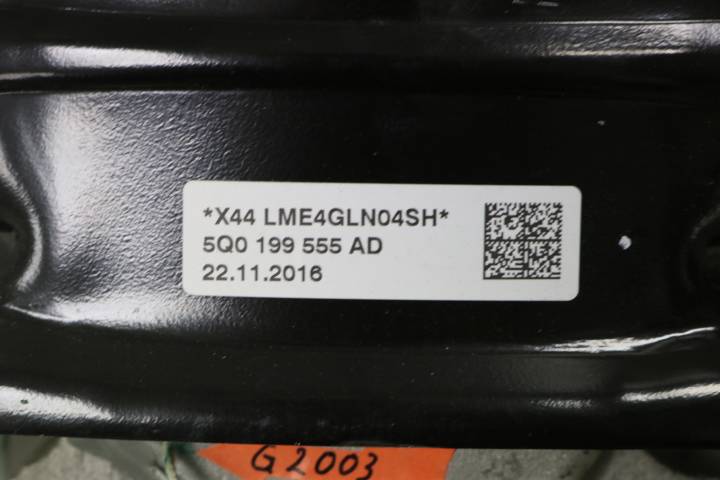 *X44 LME4GLN04SH*
5Q0 199 555 AD
22.11.2016
G2003